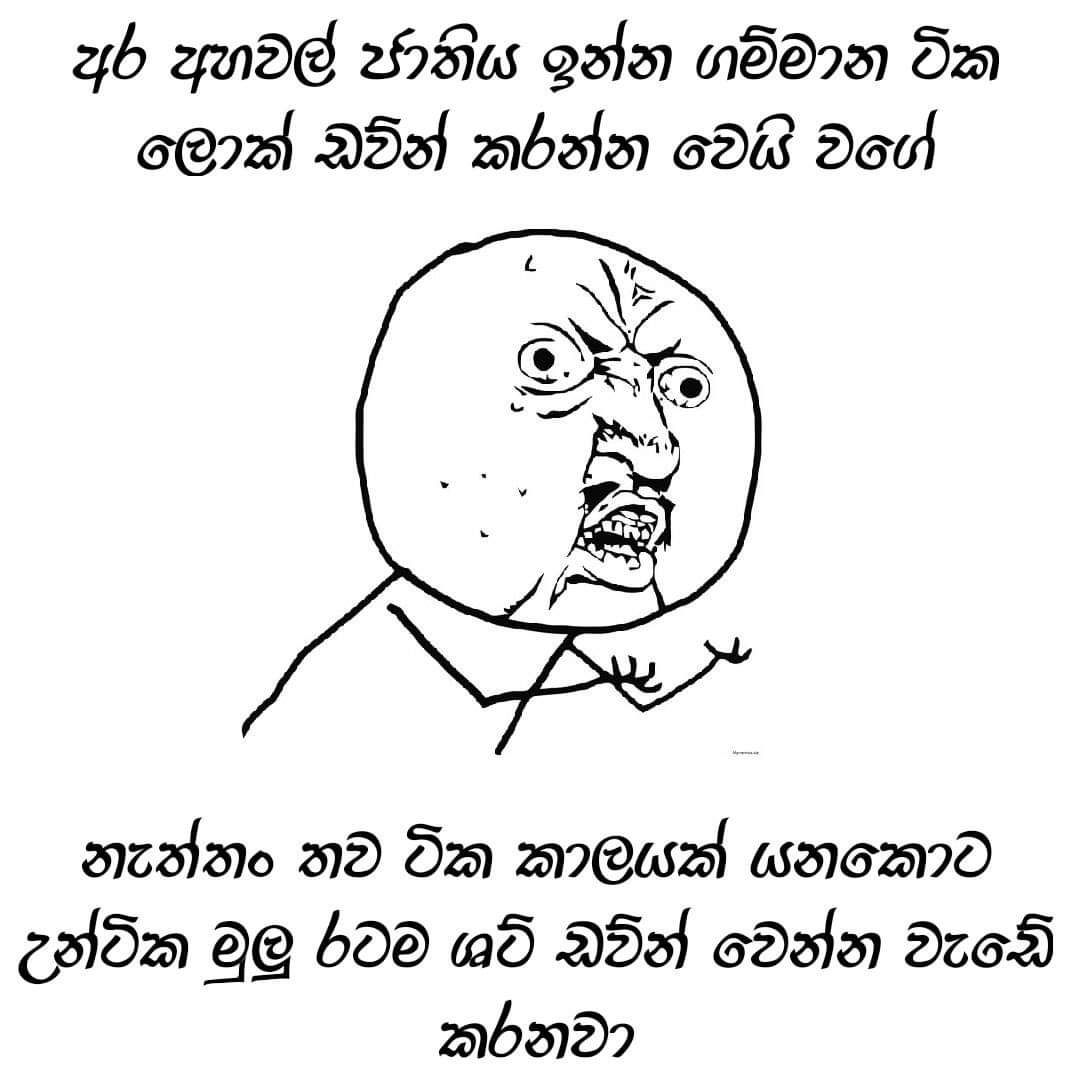 අර අහවල් ජාතිය ඉන්න ගම්මාන ටික
ලොක් ඩව්න් කරන්න වෙයි වගේ
නැත්තං තව ටික කාලයක් යනකොට
උන්ටික මුලු රටම ශට් ඩව්න් වෙන්න වැඩේ
කරනවා